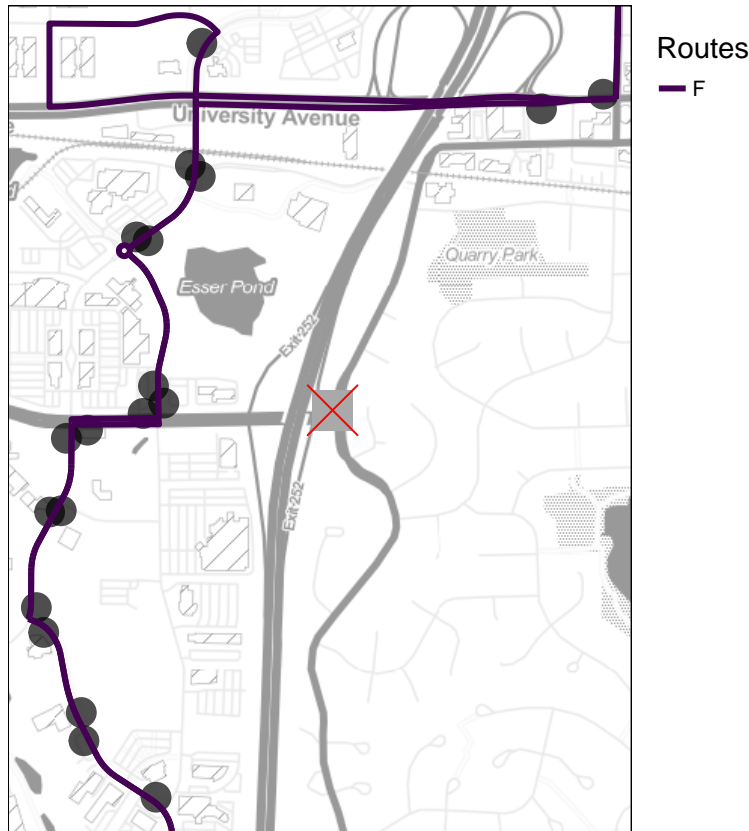 Routes
F
University Avenue
Quarry Park
Esser Pond
Exit 252
Exit 252